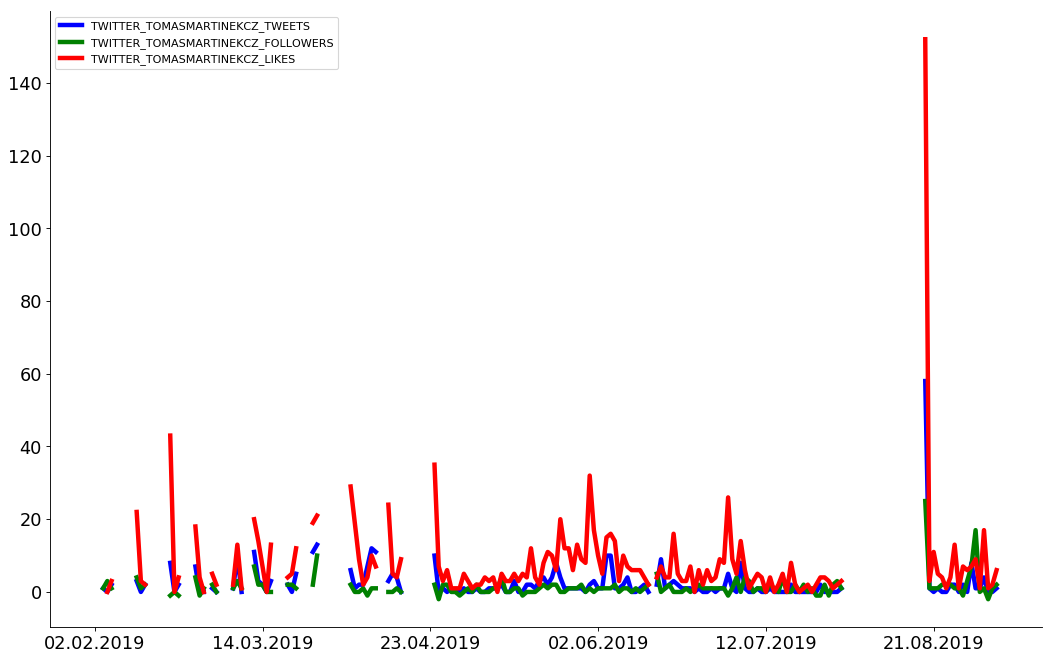 TWITTER_TOMASMARTINEKCZ_TWEETS
TWITTER_TOMASMARTINEKCZ_FOLLOWERS
TWITTER_TOMASMARTINEKCZ_LIKES
140
120
100
80
60
40
20
0
02.02.2019 14.03.2019 23.04.2019 02.06.2019 12.07.2019 21.08.2019